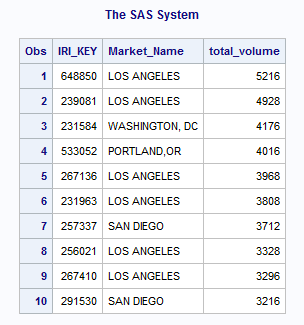 The SAS System
Obs IRI_KEY Market_Name total_volume
1 648850 LOS ANGELES 5216
2 239081 LOS ANGELES 4928
3 231584 WASHINGTON, DC 4176
4 533052 PORTLAND,OR 4016
5 267136 LOS ANGELES 3968
6 231963 LOS ANGELES 3808
7 257337 SAN DIEGO 3712
8 256021 LOS ANGELES 3328
9 267410 LOS ANGELES 3296
10 291530 SAN DIEGO 3216